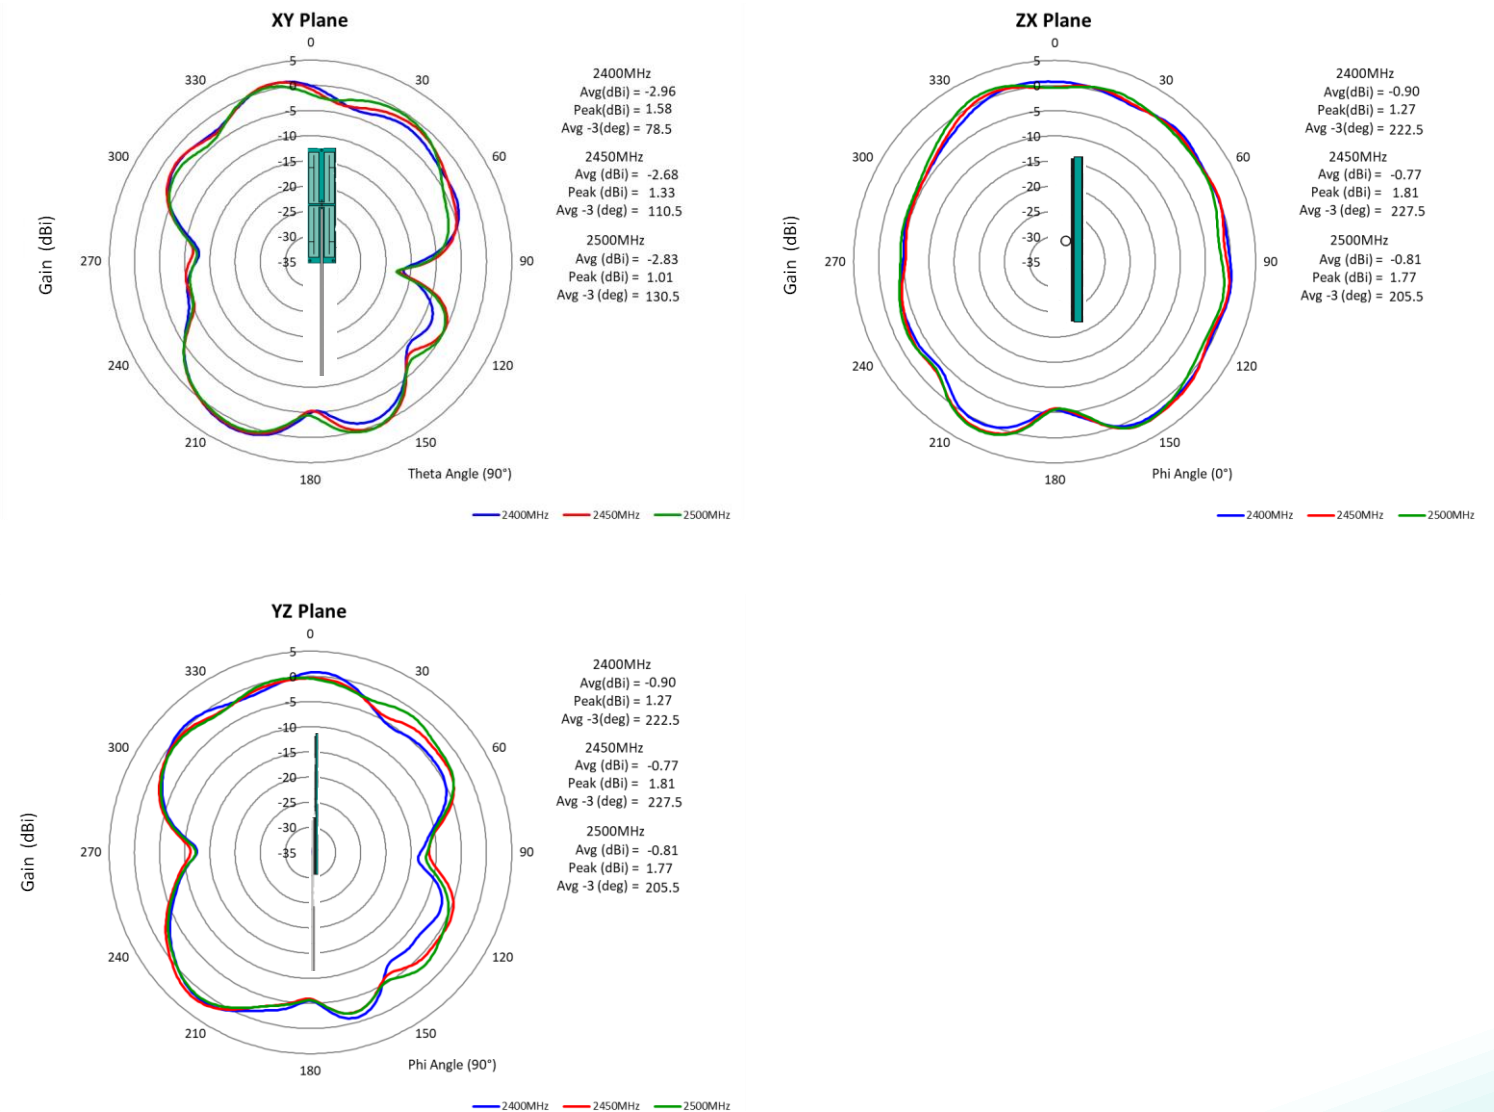 XY Plane
0
30
60
90
120
150
180
210
240
270
300
330
5
0
-5
-10
-15
-20
-25
-30
-35
Gain (dBi)
2400MHz
Avg(dBi) = -2.96
Peak(dBi) = 1.58
Avg -3(deg) = 78.5
2450MHz
Avg (dBi) = -2.68
Peak (dBi) = 1.33
Avg -3 (deg) = 110.5
2500MHz
Avg (dBi) = -2.83
Peak (dBi) = 1.01
Avg -3 (deg) = 130.5
Theta Angle (90°)
2400MHz 2450MHz 2500MHz
ZX Plane
0
30
60
90
120
150
180
210
240
270
300
330
5
0
-5
-10
-15
-20
-25
-30
-35
Gain (dBi)
2400MHz
Avg(dBi) = -0.90
Peak(dBi) = 1.27
Avg -3(deg) = 222.5
2450MHz
Avg (dBi) = -0.77
Peak (dBi) = 1.81
Avg -3 (deg) = 227.5
2500MHz
Avg (dBi) = -0.81
Peak (dBi) = 1.77
Avg -3 (deg) = 205.5
Phi Angle (0°)
2400MHz 2450MHz 2500MHz
YZ Plane
0
30
60
90
120
150
180
210
240
270
300
330
5
0
-5
-10
-15
-20
-25
-30
-35
Gain (dBi)
2400MHz
Avg(dBi) = -0.90
Peak(dBi) = 1.27
Avg -3(deg) = 222.5
2450MHz
Avg (dBi) = -0.77
Peak (dBi) = 1.81
Avg -3 (deg) = 227.5
2500MHz
Avg (dBi) = -0.81
Peak (dBi) = 1.77
Avg -3 (deg) = 205.5
Phi Angle (90°)
2400MHz 2450MHz 2500MHz